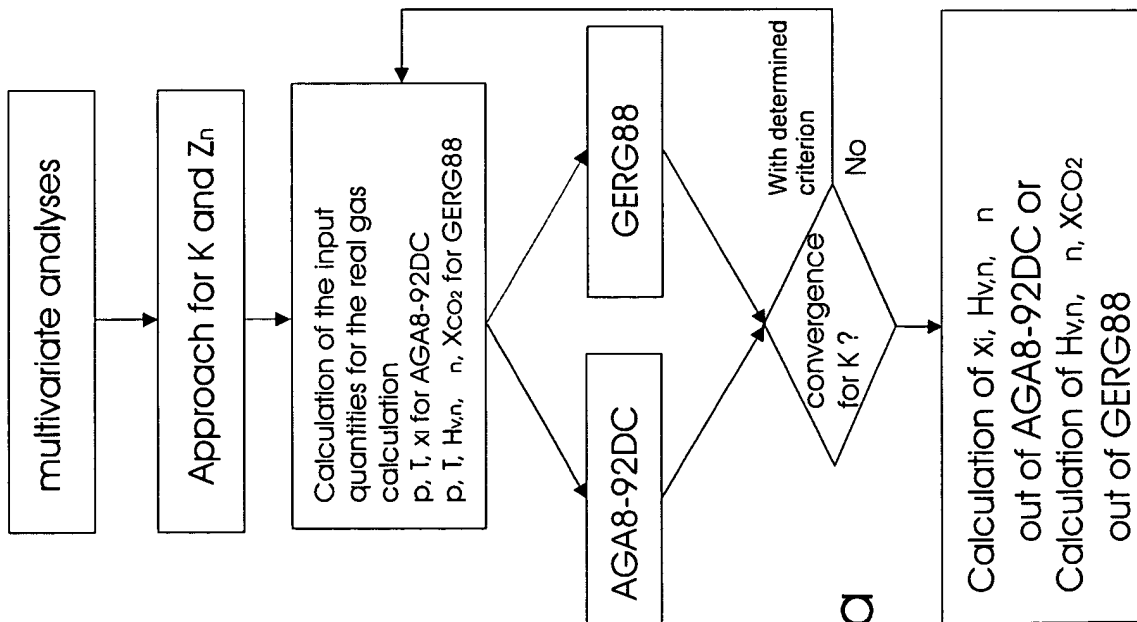 multivariate analyses
Approach for K and Zn
Calculation of the input
quantities for the real gas
calculation
p, T, xi for AGA8-92DC
p, T, Hv,n, n, XCO2 for GERG88
AGA8-92DC
GERG88
convergence
for K ?
With determined
criterion
No
a
Calculation of xi, Hv,n, n
out of AGA8-92DC or
Calculation of Hv,n, n, XCO2
out of GERG88